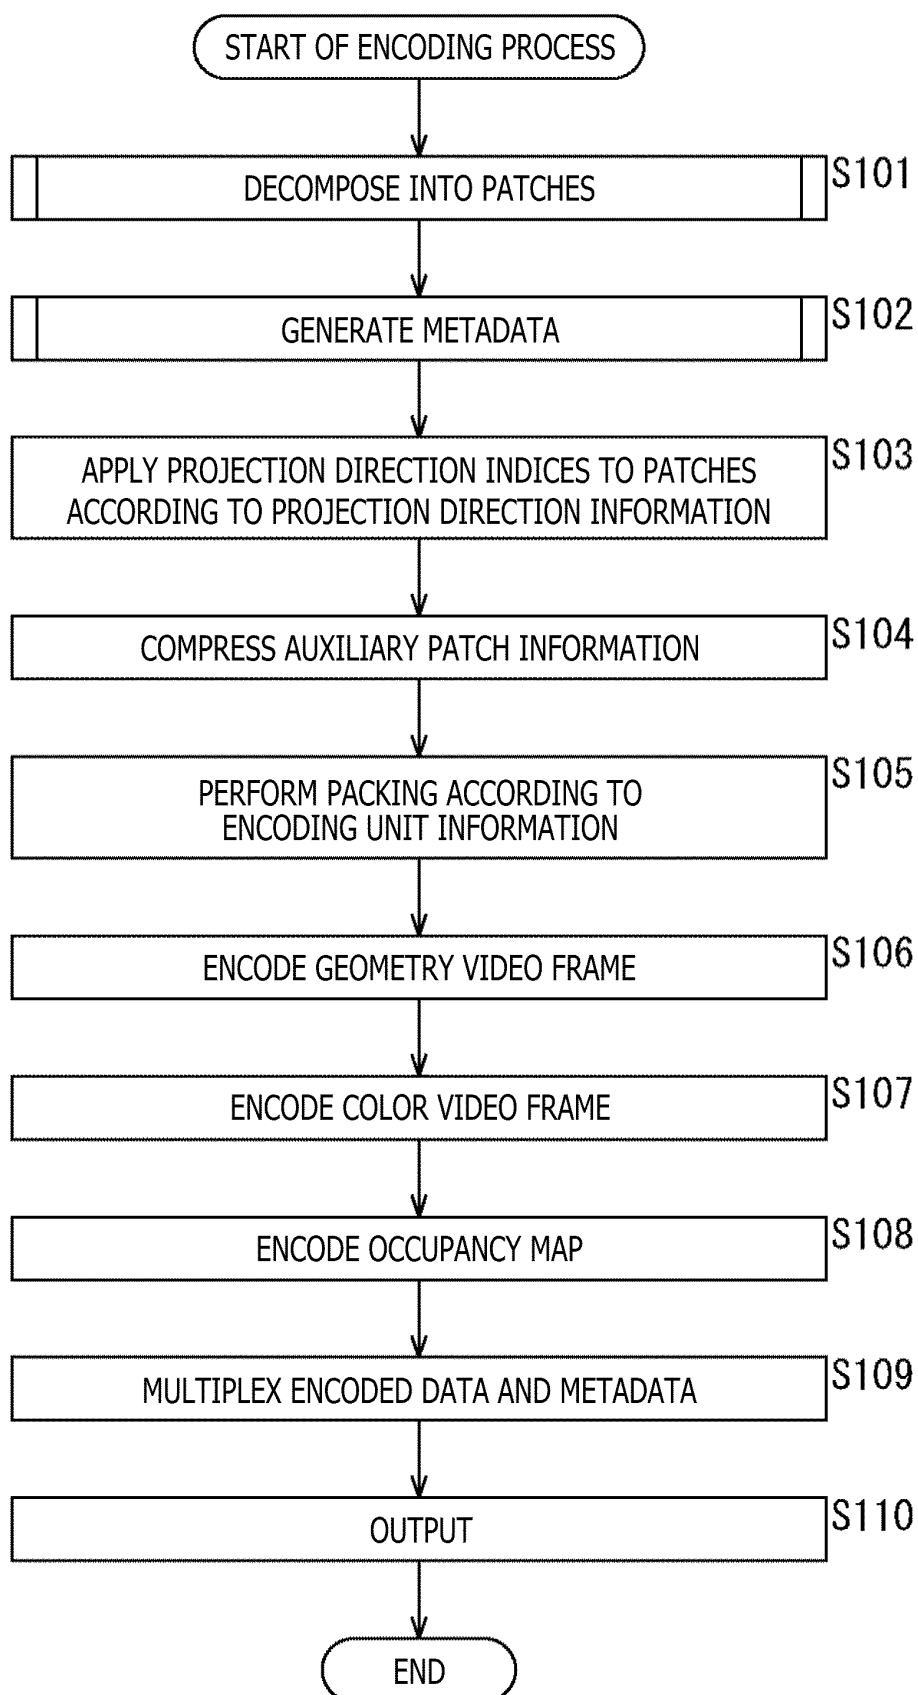 START OF ENCODING PROCESS
DECOMPOSE INTO PATCHES
S101
GENERATE METADATA
S102
APPLY PROJECTION DIRECTION INDICES TO PATCHES
ACCORDING TO PROJECTION DIRECTION INFORMATION
S103
COMPRESS AUXILIARY PATCH INFORMATION
S104
PERFORM PACKING ACCORDING TO
ENCODING UNIT INFORMATION
S105
ENCODE GEOMETRY VIDEO FRAME
S106
ENCODE COLOR VIDEO FRAME
S107
ENCODE OCCUPANCY MAP
S108
MULTIPLEX ENCODED DATA AND METADATA
S109
OUTPUT
S110
END